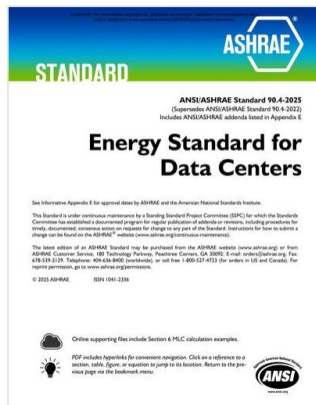 ASHRAE
STANDARD
ANSI/ASHRAE Standard 90.4-2025
(Supersedes ANSI/ASHRAE Standard 90.4-2022)
Includes ANSI/ASHRAE addenda listed in Appendix E
Energy Standard for
Data Centers
See Informative Appendix E for approval dates by ASHRAE and the American National Standards Institute.
This Standard is under continuous maintenance by a Standing Standard Project Committee (SSPC) for which the Standards
Committee has established a documented program for regular publication of addenda or revisions, including procedures for
timely, documented, consensus action on requests for change to any part of the Standard. Instructions for how to submit a
change can be found on the ASHRAE® website (www.ashrae.org/continuous-maintenance).
The latest edition of an ASHRAE Standard may be purchased from the ASHRAE website (www.ashrae.org) or from
ASHRAE Customer Service, 180 Technology Parkway, Peachtree Corners, GA 30092. E-mail: orders@ashrae.org. Fax:
678-539-2129. Telephone: 404-636-8400 (worldwide), or toll free 1-800-527-4723 (for orders in US and Canada). For
reprint permission, go to www.ashrae.org/permissions.
© 2025 ASHRAE ISSN 1041-2336
Online supporting files include Section 6 MLC calculation examples.
PDF includes hyperlinks for convenient navigation. Click on a reference to a
section, table, figure, or equation to jump to its location. Return to the pre-
vious page via the bookmark menu.
ANSI